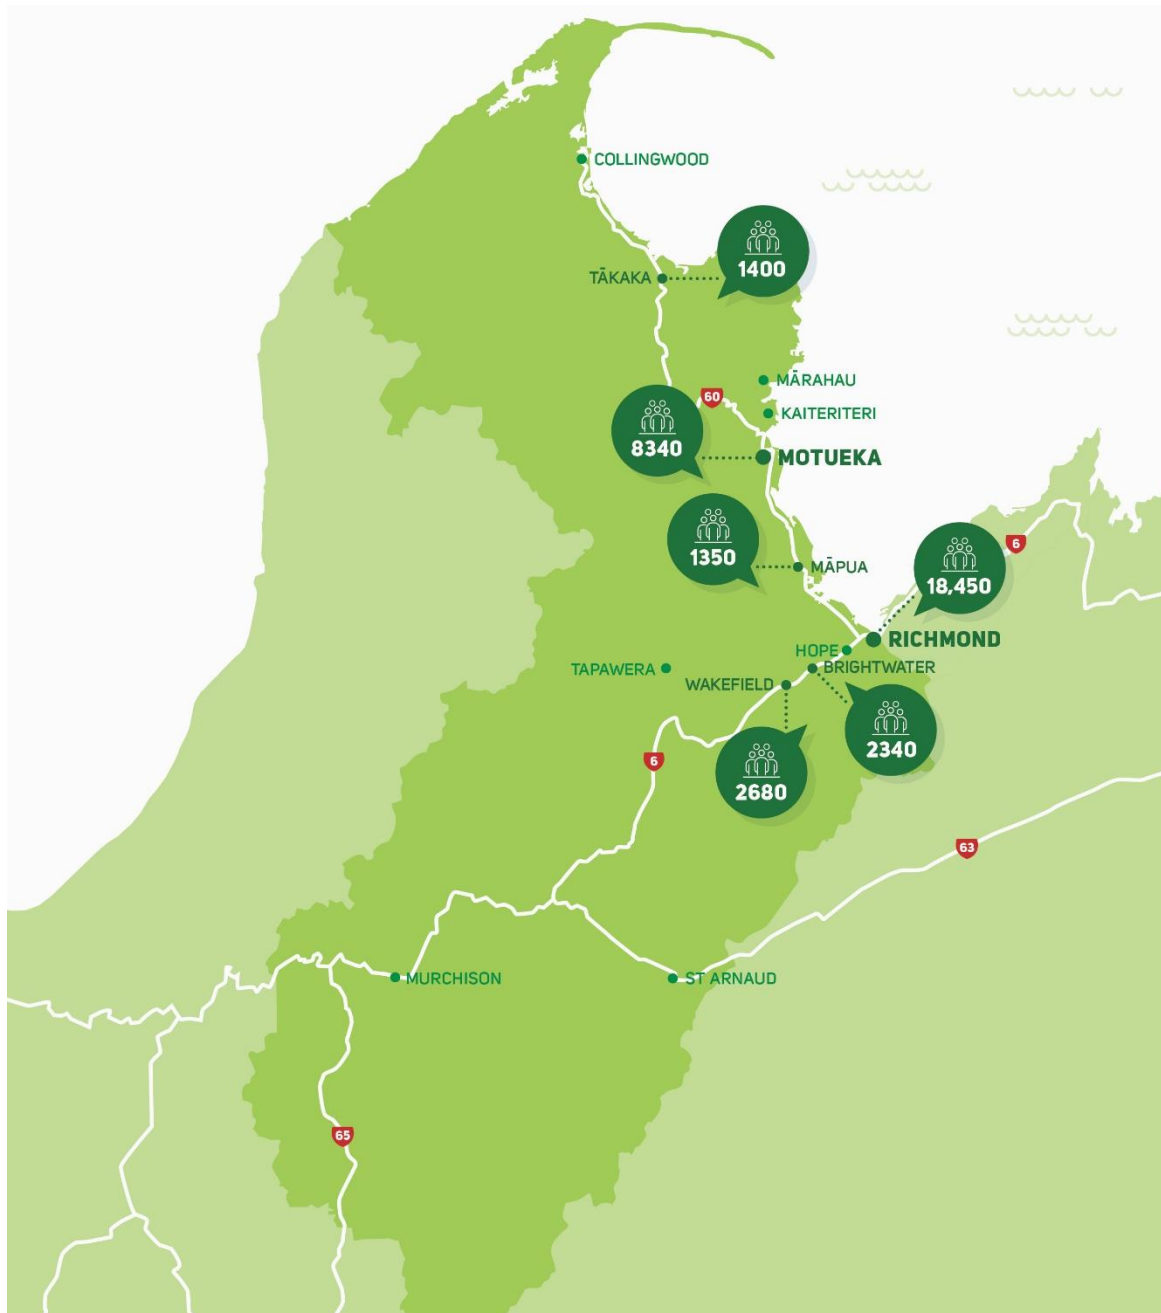 COLLINGWOOD
1400
TĀKAKA
MĀRAHAU
60
KAITERITERI
8340
MOTUEKA
1350
6
MĀPUA
18,450
RICHMOND
HOPE
TAPAWERA
BRIGHTWATER
WAKEFIELD
2340
6
2680
63
MURCHISON
ST ARNAUD
65